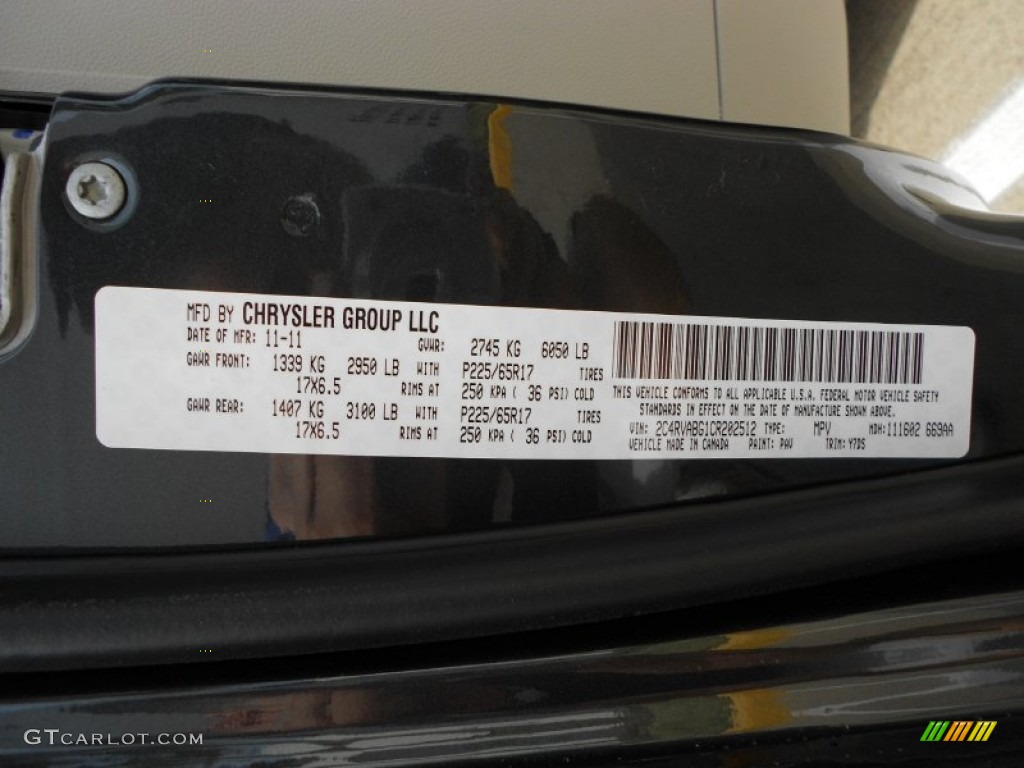 MFD BY CHRYSLER GROUP LLC
DATE OF MFR: 11-11 GVWR: 2745 KG 6050 LB
GAWR FRONT: 1339 KG 2950 LB WITH P225/65R17 TIRES
17X6.5 RIMS AT 250 KPA ( 36 PSI) COLD
GAWR REAR: 1407 KG 3100 LB WITH P225/65R17 TIRES
17X6.5 RIMS AT 250 KPA ( 36 PSI) COLD
THIS VEHICLE CONFORMS TO ALL APPLICABLE U.S.A. FEDERAL MOTOR VEHICLE SAFETY
STANDARDS IN EFFECT ON THE DATE OF MANUFACTURE SHOWN ABOVE.
VIN: 2C4RVABG1CR202512 TYPE: MPV MDH: 111602 669AA
VEHICLE MADE IN CANADA PAINT: PAV TRIM: Y7DS
GTCARLOT.COM